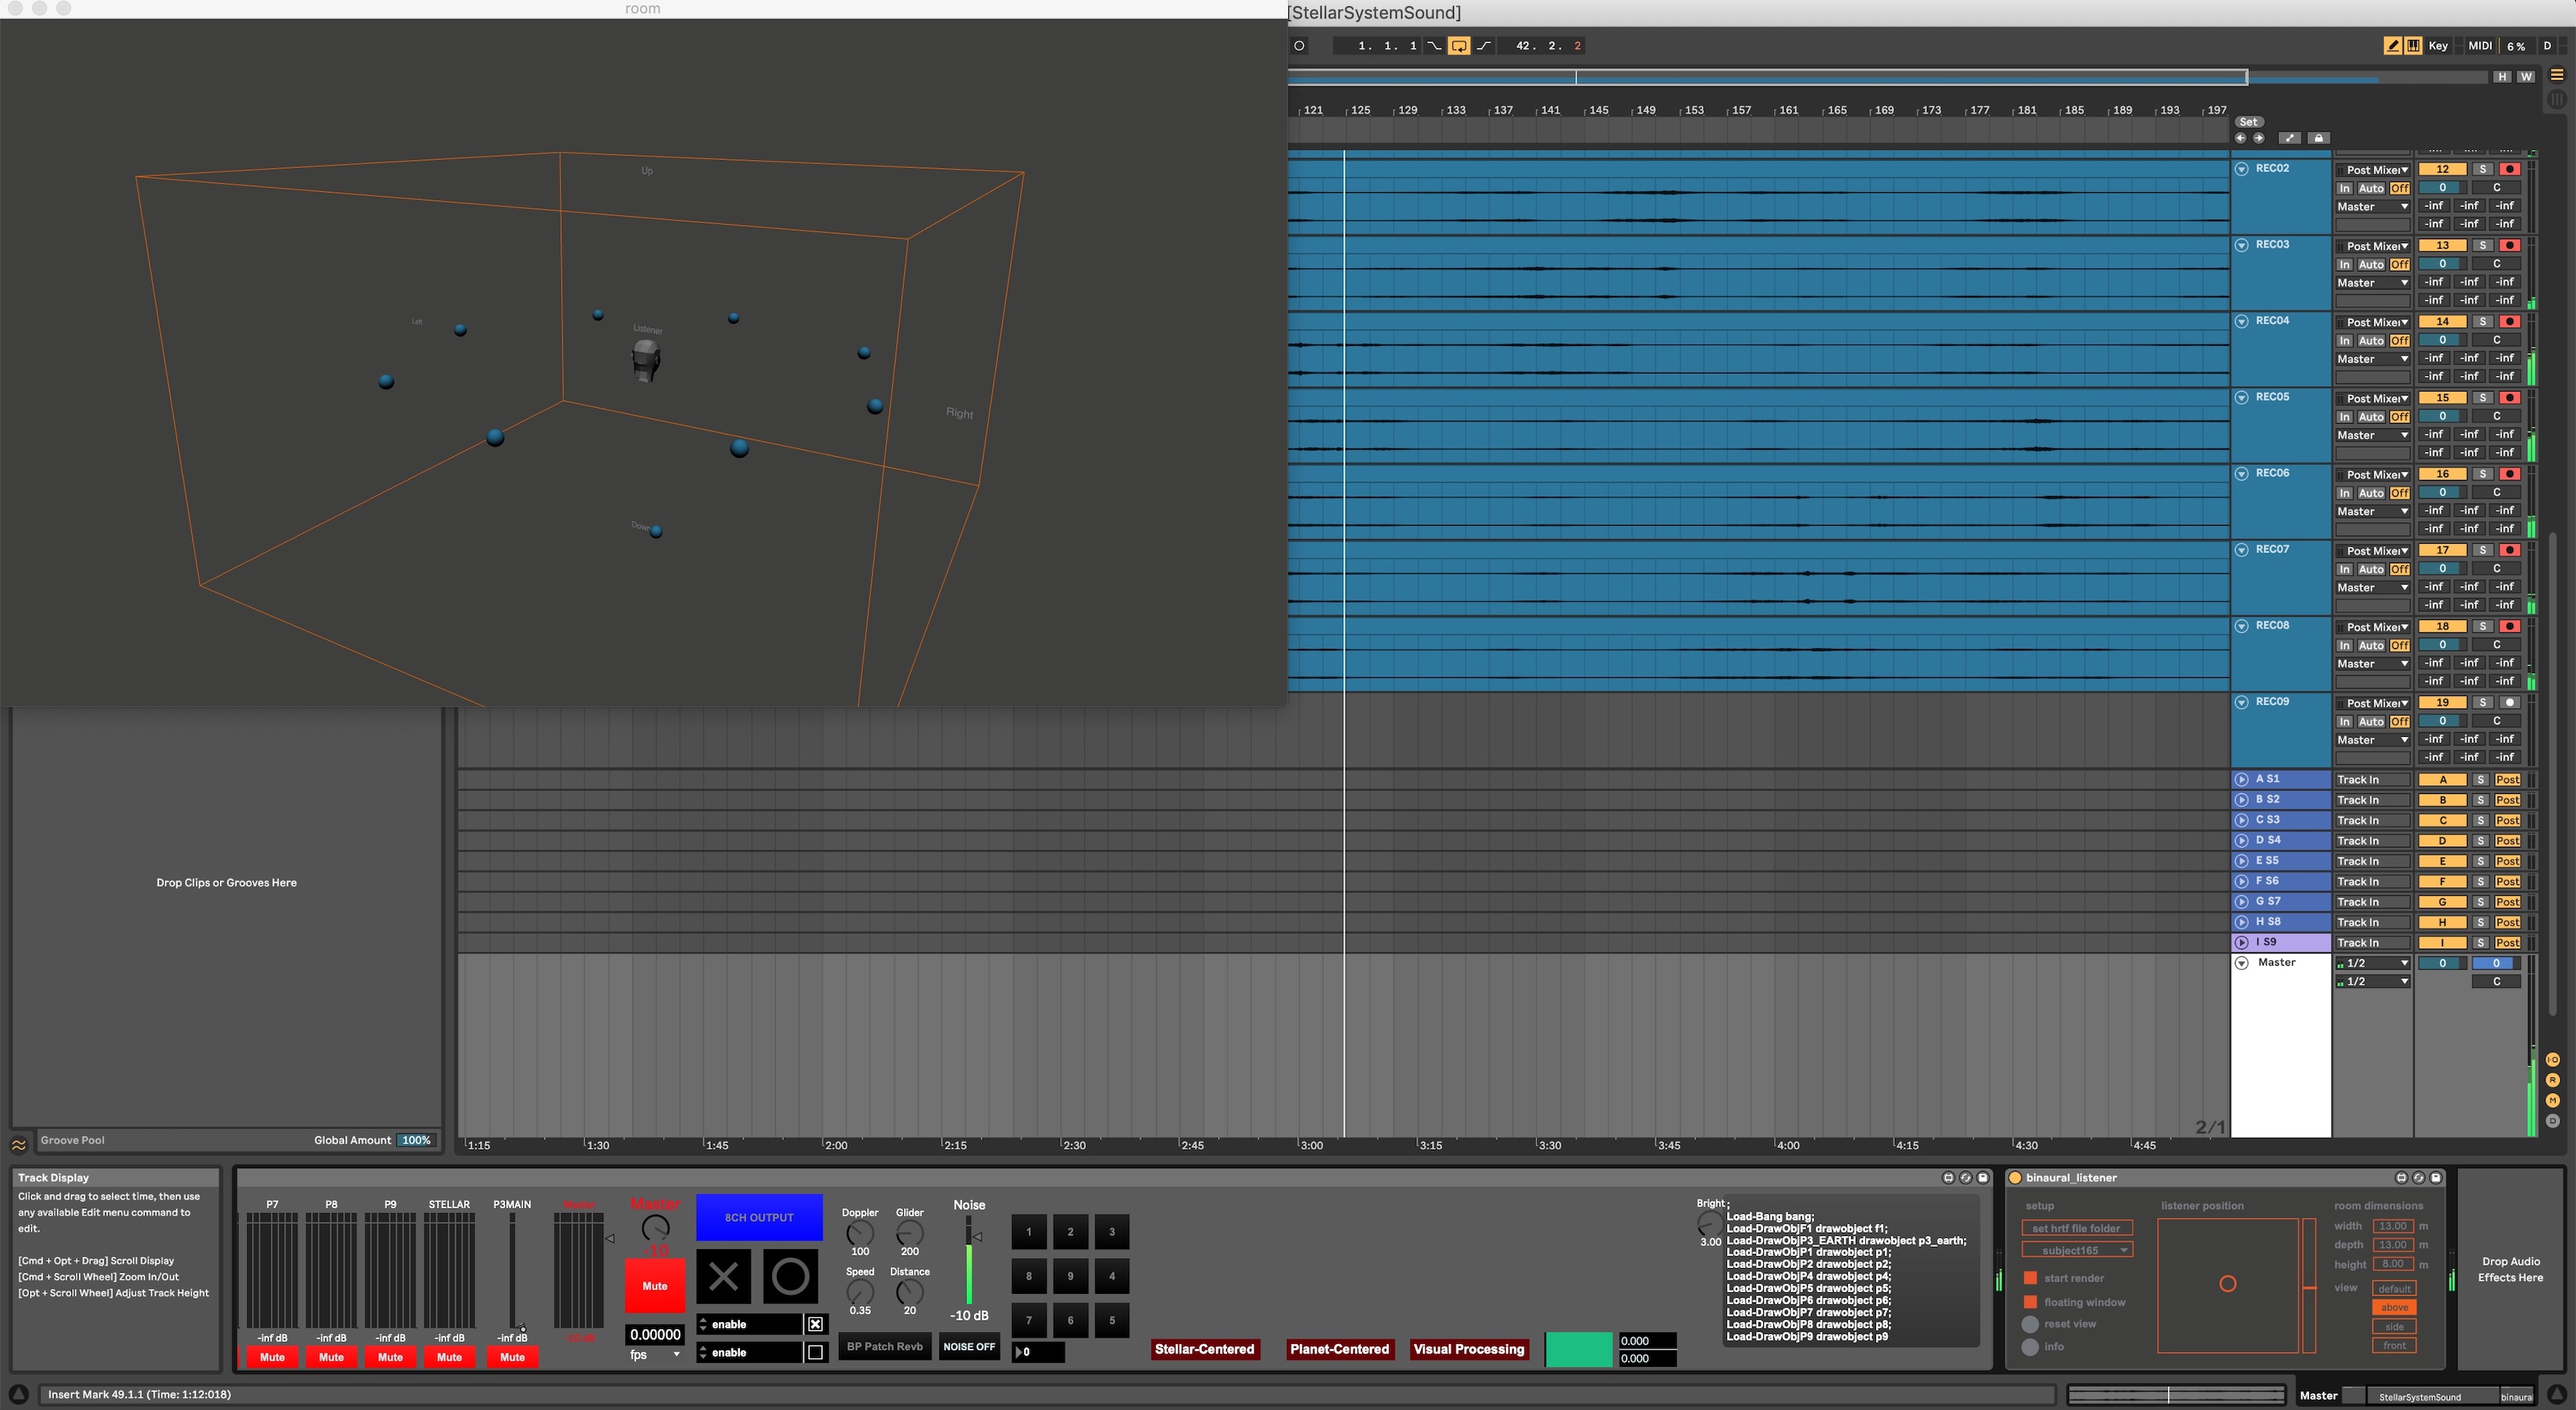 room
[StellarSystemSound]
1. 1. 1
42. 2. 2
Key
MIDI
6 %
D
H
W
121 125 129 133 137 141 145 149 153 157 161 165 169 173 177 181 185 189 193 197
Set
Up
Left
Listener
Right
Down
REC02
Post Mixer 12 S
In Auto Off 0 C
Master -inf -inf -inf
-inf -inf -inf
REC03
Post Mixer 13 S
In Auto Off 0 C
Master -inf -inf -inf
-inf -inf -inf
REC04
Post Mixer 14 S
In Auto Off 0 C
Master -inf -inf -inf
-inf -inf -inf
REC05
Post Mixer 15 S
In Auto Off 0 C
Master -inf -inf -inf
-inf -inf -inf
REC06
Post Mixer 16 S
In Auto Off 0 C
Master -inf -inf -inf
-inf -inf -inf
REC07
Post Mixer 17 S
In Auto Off 0 C
Master -inf -inf -inf
-inf -inf -inf
REC08
Post Mixer 18 S
In Auto Off 0 C
Master -inf -inf -inf
-inf -inf -inf
REC09
Post Mixer 19 S
In Auto Off 0 C
Master -inf -inf -inf
-inf -inf -inf
A S1 Track In A S Post
B S2 Track In B S Post
C S3 Track In C S Post
D S4 Track In D S Post
E S5 Track In E S Post
F S6 Track In F S Post
G S7 Track In G S Post
H S8 Track In H S Post
I S9 Track In I S Post
Master 1/2 0 0
1/2 C
Drop Clips or Grooves Here
Groove Pool
Global Amount 100%
2/1
1:15 1:30 1:45 2:00 2:15 2:30 2:45 3:00 3:15 3:30 3:45 4:00 4:15 4:30 4:45
I·O
R
M
D
Track Display
Click and drag to select time, then use
any available Edit menu command to
edit.
[Cmd + Opt + Drag] Scroll Display
[Cmd + Scroll Wheel] Zoom In/Out
[Opt + Scroll Wheel] Adjust Track Height
P7 P8 P9 STELLAR P3MAIN Master
-inf dB -inf dB -inf dB -inf dB -inf dB
Mute Mute Mute Mute Mute
Master
-10
Mute
0.00000
fps
8CH OUTPUT
enable
enable
Doppler Glider
100 200
Speed Distance
0.35 20
BP Patch Revb
Noise
-10 dB
NOISE OFF
1 2 3
8 9 4
7 6 5
0
Stellar-Centered
Planet-Centered
Visual Processing
0.000
0.000
Bright
3.00
;
Load-Bang bang;
Load-DrawObjF1 drawobject f1;
Load-DrawObjP3_EARTH drawobject p3_earth;
Load-DrawObjP1 drawobject p1;
Load-DrawObjP2 drawobject p2;
Load-DrawObjP4 drawobject p4;
Load-DrawObjP5 drawobject p5;
Load-DrawObjP6 drawobject p6;
Load-DrawObjP7 drawobject p7;
Load-DrawObjP8 drawobject p8;
Load-DrawObjP9 drawobject p9
binaural_listener
setup
set hrtf file folder
subject165
start render
floating window
reset view
info
listener position
room dimensions
width 13.00 m
depth 13.00 m
height 8.00 m
view default
above
side
front
Drop Audio
Effects Here
Insert Mark 49.1.1 (Time: 1:12:018)
Master
StellarSystemSound
binaural